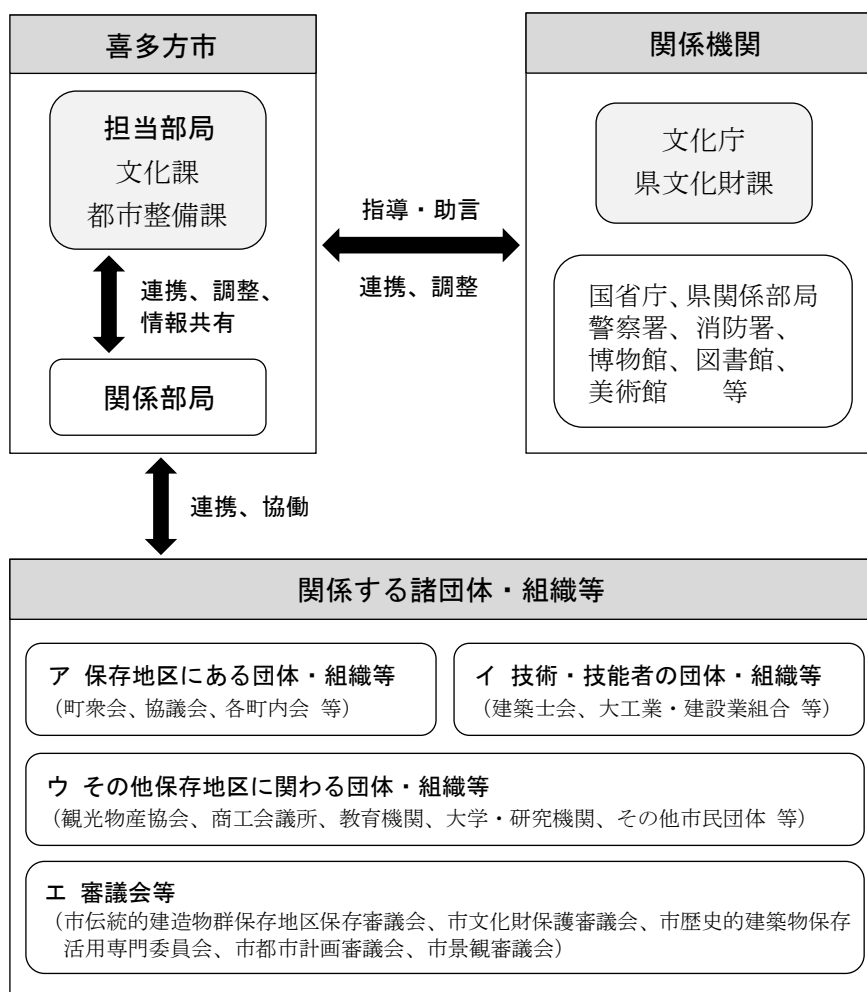 喜多方市
担当部局
文化課
都市整備課
連携、調整、
情報共有
関係部局
指導・助言
連携、調整
関係機関
文化庁
県文化財課
国省庁、県関係部局
警察署、消防署、
博物館、図書館、
美術館　　等
連携、協働
関係する諸団体・組織等
ア 保存地区にある団体・組織等
（町衆会、協議会、各町内会 等）
イ 技術・技能者の団体・組織等
（建築士会、大工業・建設業組合 等）
ウ その他保存地区に関わる団体・組織等
（観光物産協会、商工会議所、教育機関、大学・研究機関、その他市民団体 等）
エ 審議会等
（市伝統的建造物群保存地区保存審議会、市文化財保護審議会、市歴史的建築物保存
活用専門委員会、市都市計画審議会、市景観審議会）